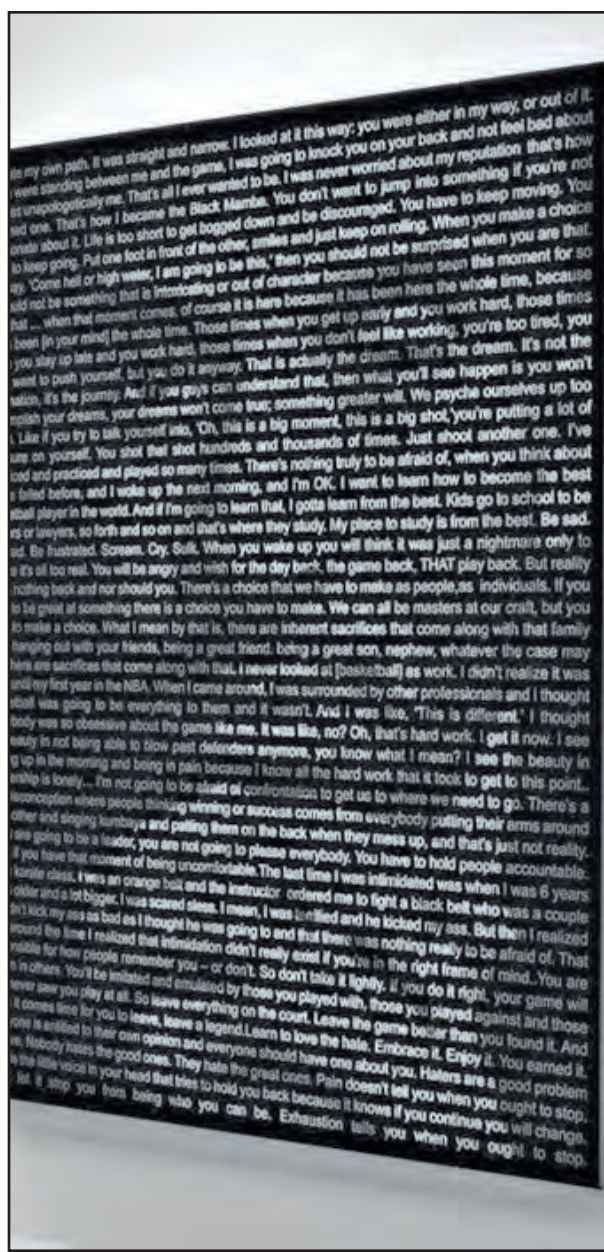 my own path. It was straight and narrow. I looked at it this way: you were either in my way, or out of it.
were standing between me and the game, I was going to knock you on your back and not feel bad about
as unapologetically me. That's all I ever wanted to be. I was never worried about my reputation that's how
ed one. That's how I became the Black Mamba. You don't want to jump into something if you're not
onate about it. Life is too short to get bogged down and be discouraged. You have to keep moving. You
to keep going. Put one foot in front of the other, smiles and just keep on rolling. When you make a choice
ay, 'Come hell or high water, I am going to be this,' then you should not be surprised when you are that.
uld not be something that is intoxicating or out of character because you have seen this moment for so
that ... when that moment comes, of course it is here because it has been here the whole time, because
been [in your mind] the whole time. Those times when you get up early and you work hard, those times
you stay up late and you work hard, those times when you don't feel like working, you're too tired, you
want to push yourself, but you do it anyway. That is actually the dream. That's the dream. It's not the
ation, it's the journey. And if you guys can understand that, then what you'll see happen is you won't
plish your dreams, your dreams won't come true; something greater will. We psyche ourselves up too
Like if you try to talk yourself into, 'Oh, this is a big moment, this is a big shot,'you're putting a lot of
ure on yourself. You shot that shot hundreds and thousands of times. Just shoot another one. I've
iced and practiced and played so many times. There's nothing truly to be afraid of, when you think about
e failed before, and I woke up the next morning, and I'm OK. I want to learn how to become the best
tball player in the world. And if I'm going to learn that, I gotta learn from the best. Kids go to school to be
rs or lawyers, so forth and so on and that's where they study. My place to study is from the best. Be sad.
ad. Be frustrated. Scream. Cry. Sulk. When you wake up you will think it was just a nightmare only to
e it's all too real. You will be angry and wish for the day back, the game back, THAT play back. But reality
nothing back and nor should you. There's a choice that we have to make as people,as individuals. If you
to be great at something there is a choice you have to make. We can all be masters at our craft, but you
to make a choice. What I mean by that is, there are inherent sacrifices that come along with that family
hanging out with your friends, being a great friend. being a great son, nephew, whatever the case may
here are sacrifices that come along with that. I never looked at [basketball] as work. I didn't realize it was
until my first year in the NBA. When I came around, I was surrounded by other professionals and I thought
etball was going to be everything to them and it wasn't. And I was like, 'This is different.' I thought
body was so obsessive about the game like me. It was like, no? Oh, that's hard work. I get it now. I see
eauty in not being able to blow past defenders anymore, you know what I mean? I see the beauty in
g up in the morning and being in pain because I know all the hard work that it took to get to this point..
ership is lonely... I'm not going to be afraid of confrontation to get us to where we need to go. There's a
isconception where people thinking winning or success comes from everybody putting their arms around
other and singing kumbaya and patting them on the back when they mess up, and that's just not reality.
are going to be a leader, you are not going to please everybody. You have to hold people accountable.
if you have that moment of being uncomfortable.The last time I was intimidated was when I was 6 years
karate class. I was an orange belt and the instructor ordered me to fight a black belt who was a couple
older and a lot bigger. I was scared sless. I mean, I was terrified and he kicked my ass. But then I realized
n't kick my ass as bad as I thought he was going to and that there was nothing really to be afraid of. That
around the time I realized that intimidation didn't really exist if you're in the right frame of mind..You are
nsible for how people remember you – or don't. So don't take it lightly. If you do it right, your game will
n in others. You'll be imitated and emulated by those you played with, those you played against and those
never saw you play at all. So leave everything on the court. Leave the game better than you found it. And
it comes time for you to leave, leave a legend.Learn to love the hate. Embrace it. Enjoy it. You earned it.
yone is entitled to their own opinion and everyone should have one about you. Haters are a good problem
Nobody hates the good ones. They hate the great ones. Pain doesn't tell you when you ought to stop.
the little voice in your head that tries to hold you back because it knows if you continue you will change.
let it stop you from being who you can be. Exhaustion tells you when you ought to stop.